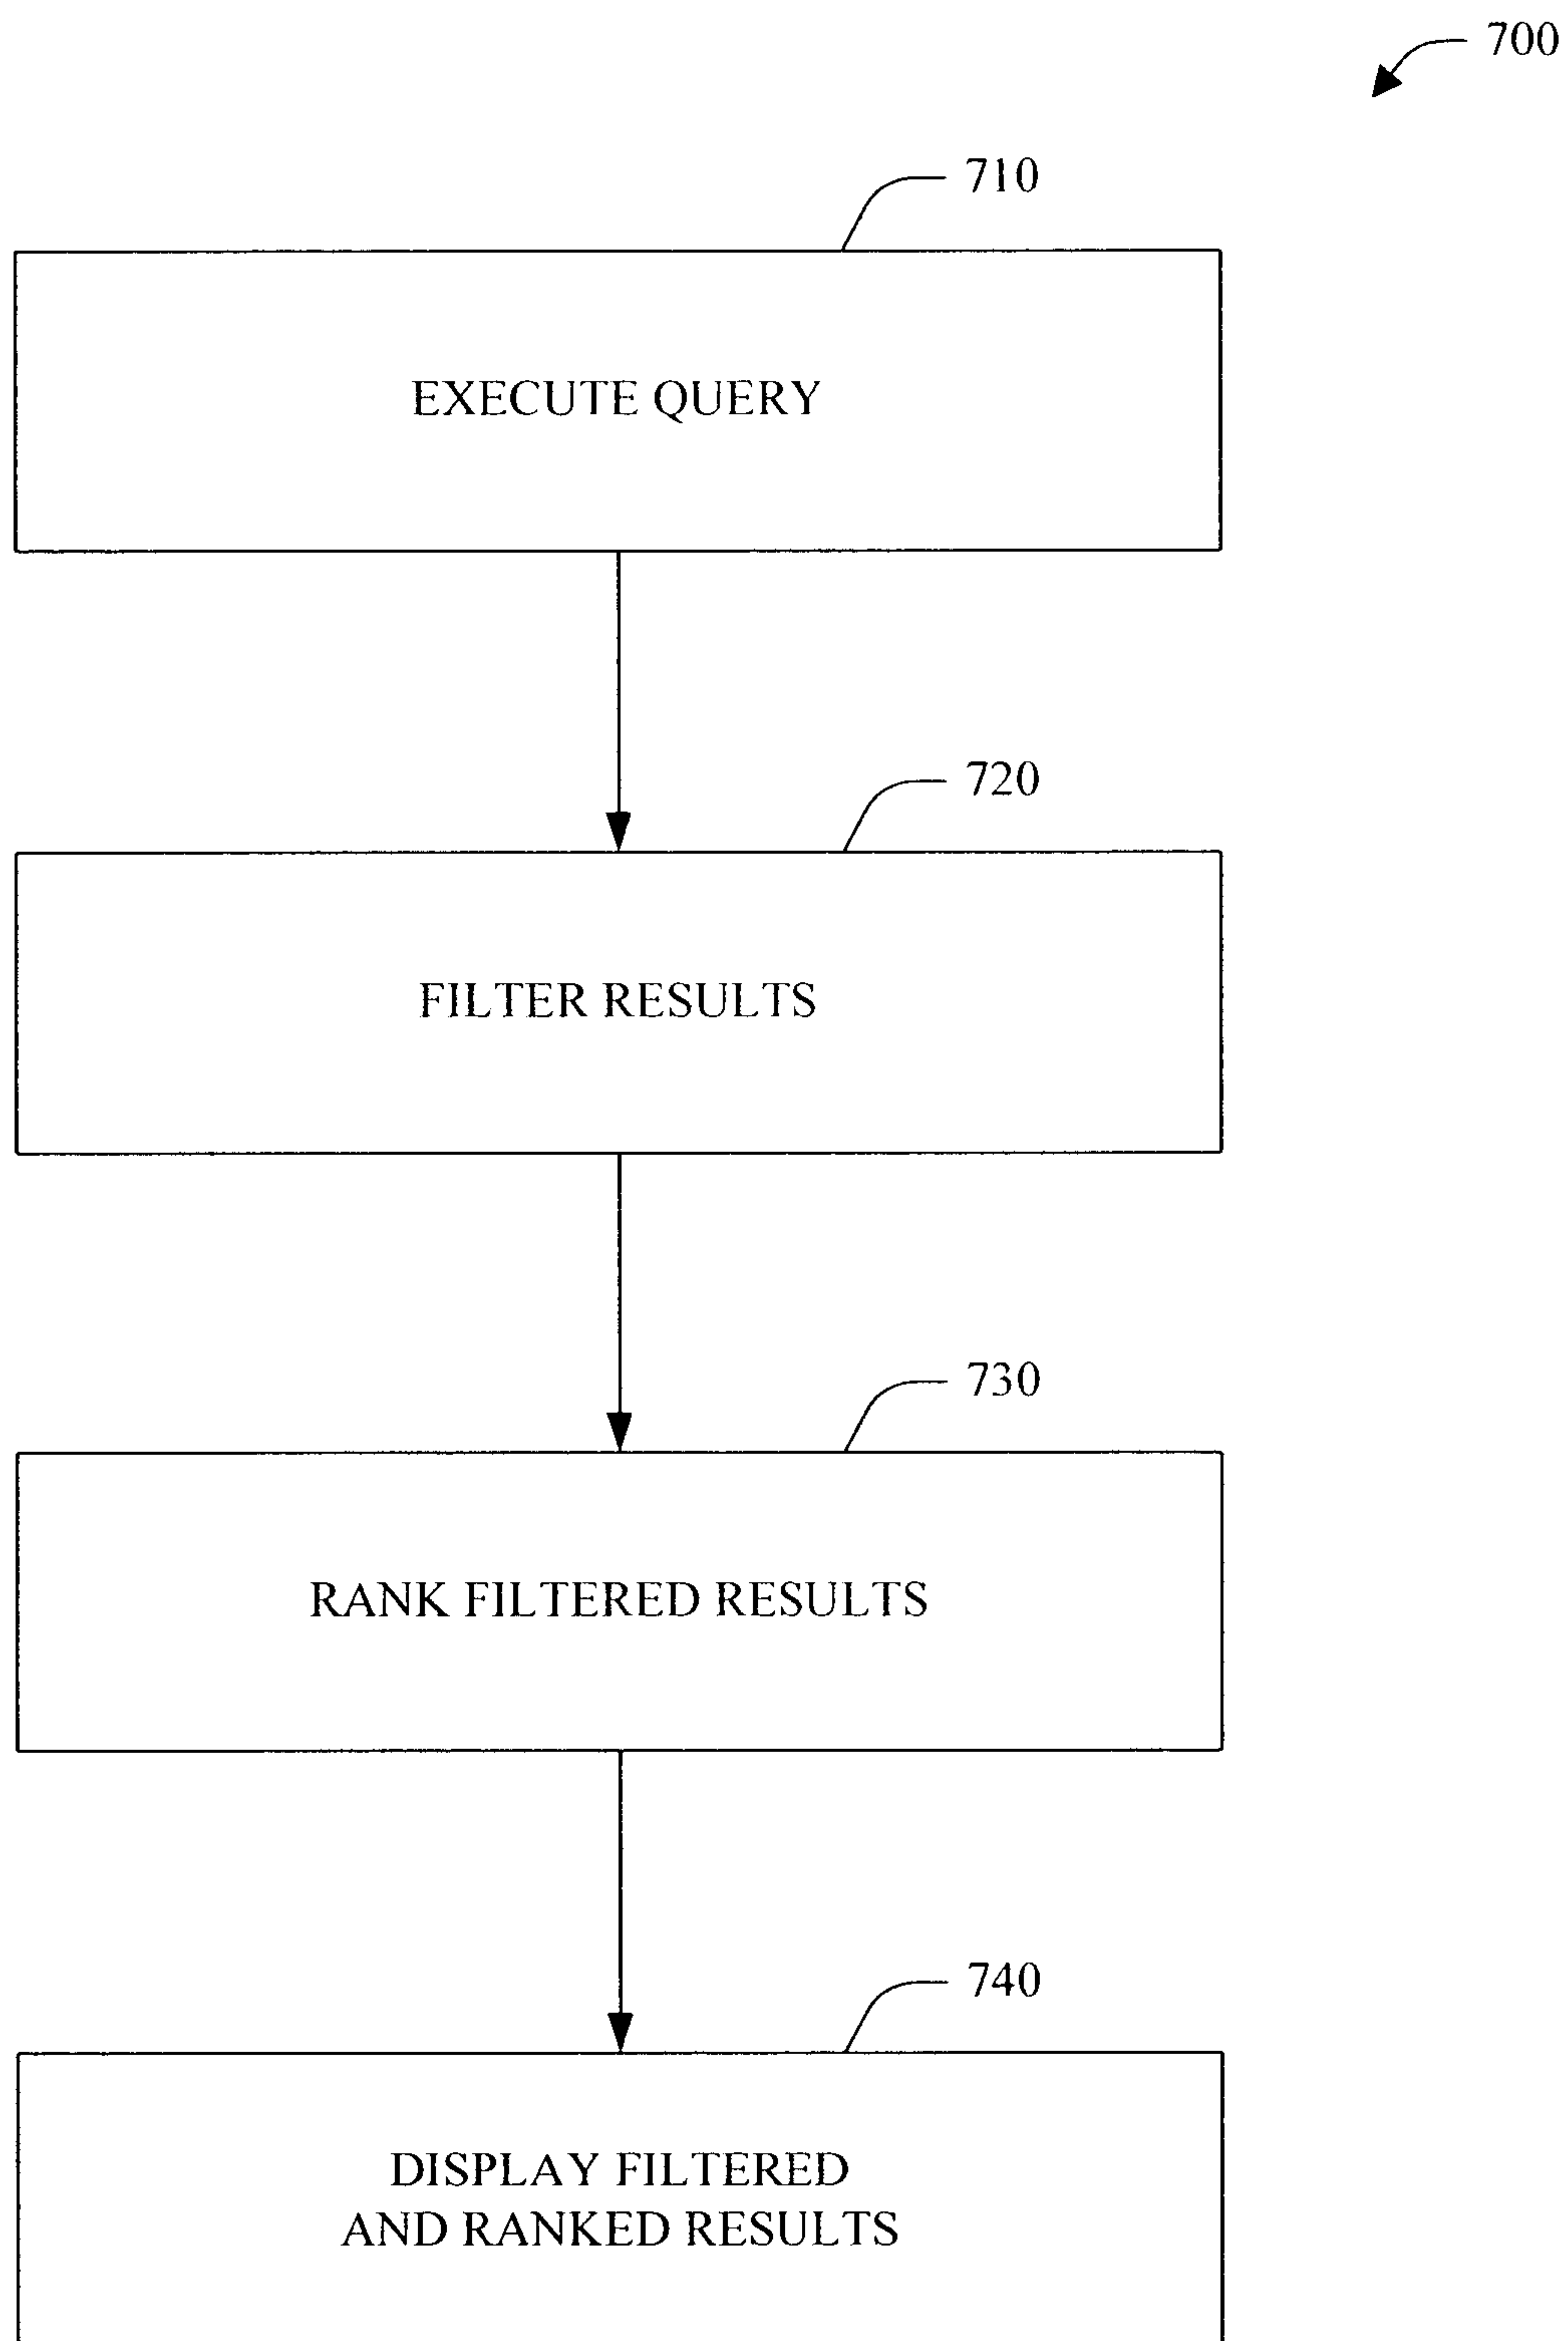 700
710
EXECUTE QUERY
720
FILTER RESULTS
730
RANK FILTERED RESULTS
740
DISPLAY FILTERED
AND RANKED RESULTS